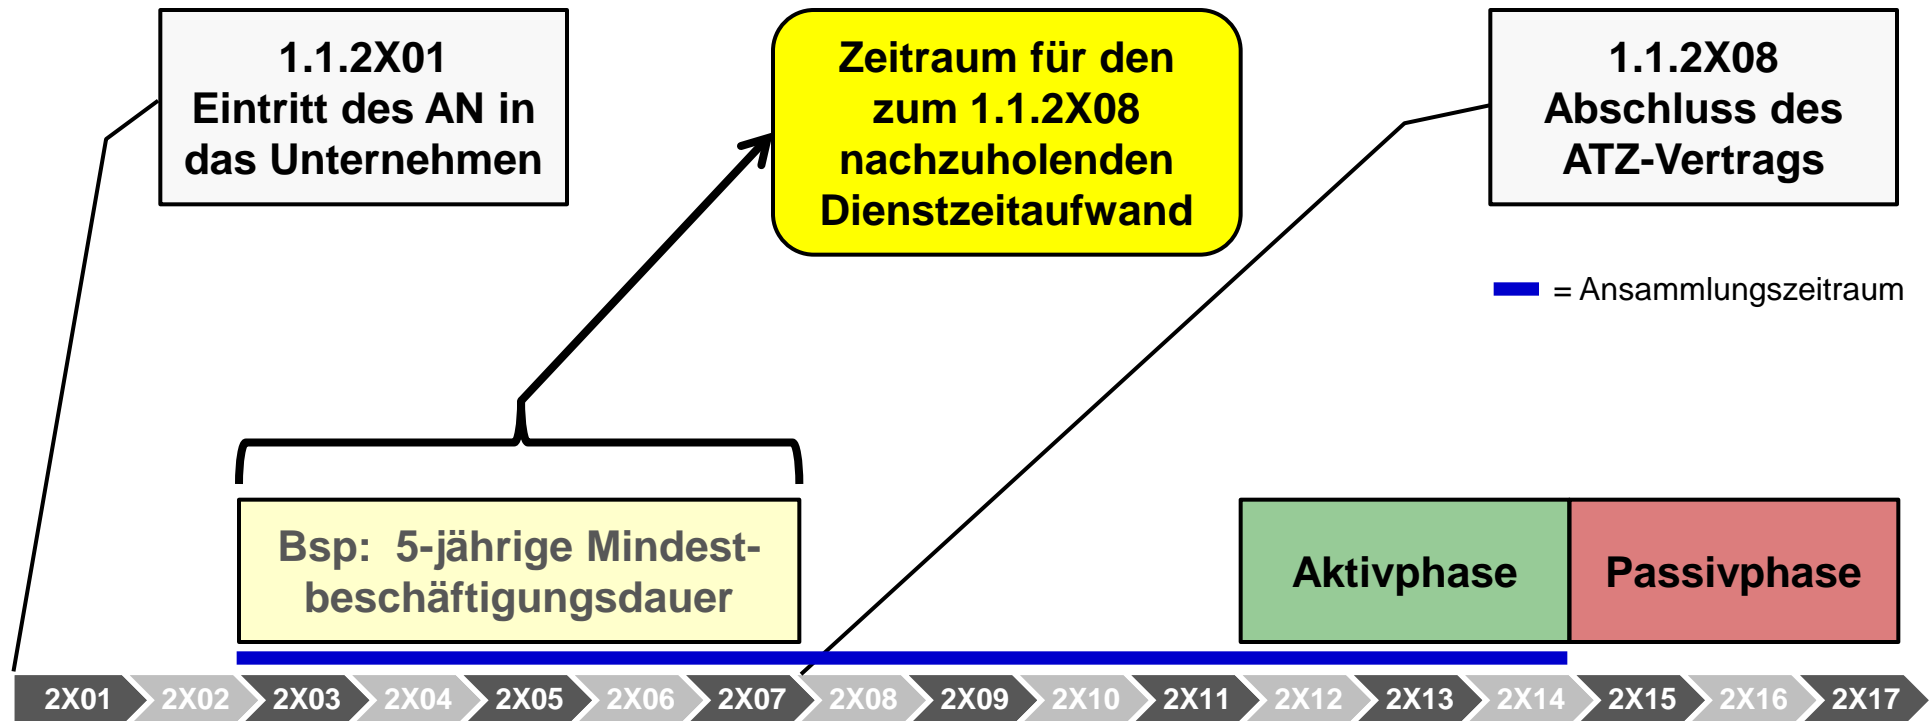 1.1.2X01
Eintritt des AN in
das Unternehmen
Zeitraum für den
zum 1.1.2X08
nachzuholenden
Dienstzeitaufwand
1.1.2X08
Abschluss des
ATZ-Vertrags
= Ansammlungszeitraum
Bsp: 5-jährige Mindest-
beschäftigungsdauer
Aktivphase
Passivphase
2X01 2X02 2X03 2X04 2X05 2X06 2X07 2X08 2X09 2X10 2X11 2X12 2X13 2X14 2X15 2X16 2X17